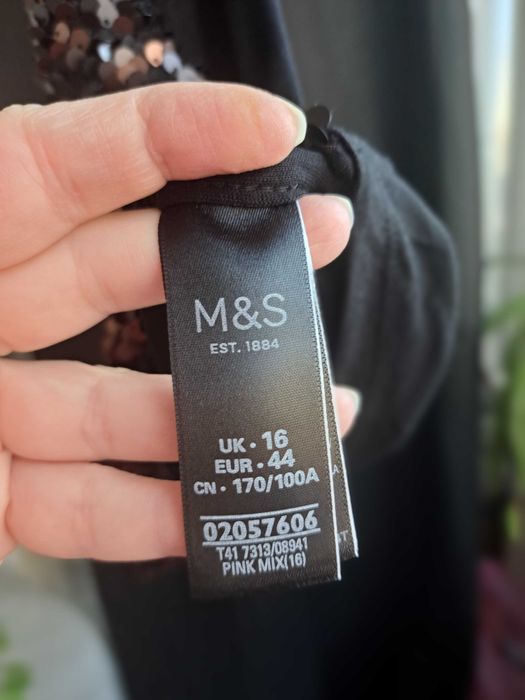 M&S
EST. 1884
UK • 16
EUR • 44
CN • 170/100A
02057606
T41 7313/08941
PINK MIX(16)